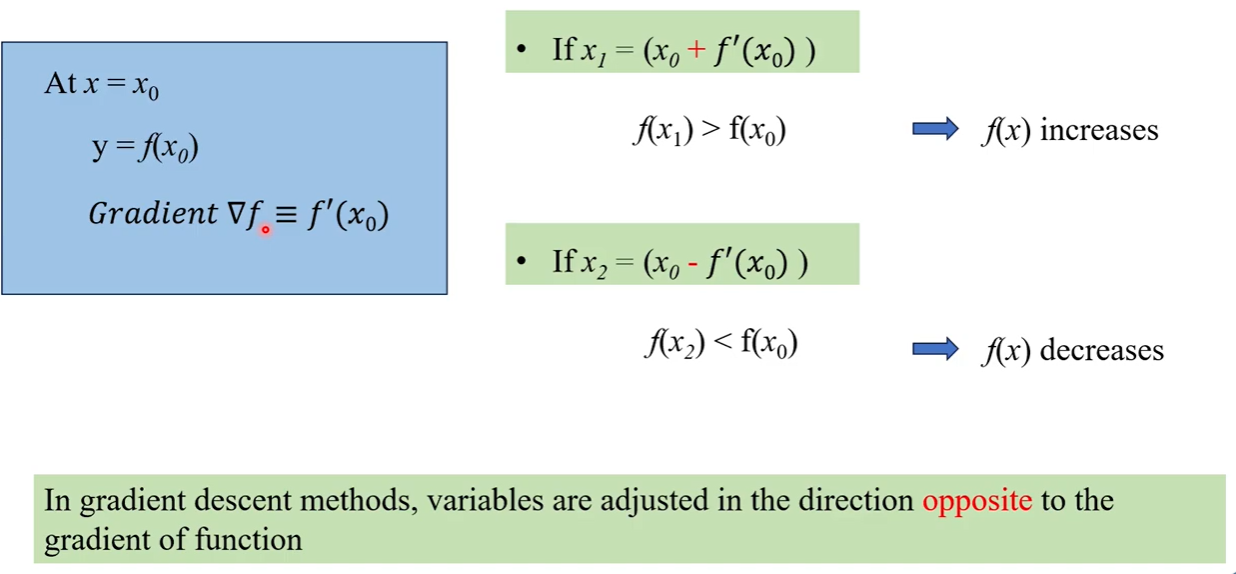 At x = x₀
y = f(x₀)
Gradient ∇f ≡ f′(x₀)
• If x₁ = (x₀ + f′(x₀) )
f(x₁) > f(x₀)
f(x) increases
• If x₂ = (x₀ - f′(x₀) )
f(x₂) < f(x₀)
f(x) decreases
In gradient descent methods, variables are adjusted in the direction opposite to the
gradient of function